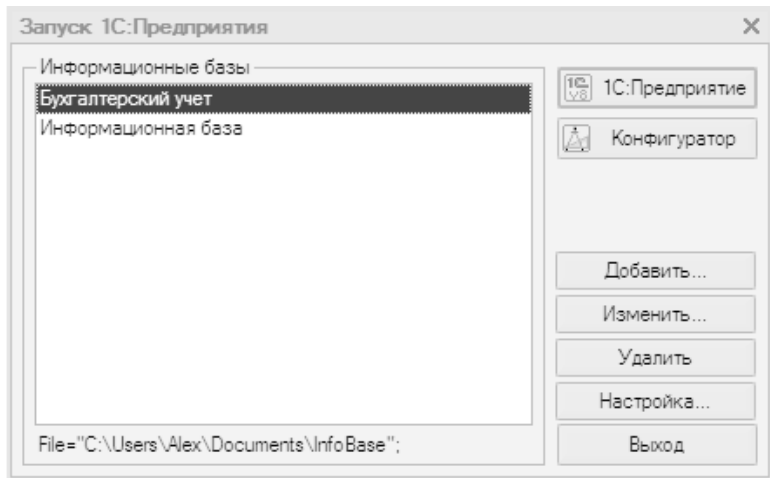 Запуск 1С:Предприятия
Информационные базы
Бухгалтерский учет
Информационная база
File="C:\Users\Alex\Documents\InfoBase";
1С:Предприятие
Конфигуратор
Добавить...
Изменить...
Удалить
Настройка...
Выход